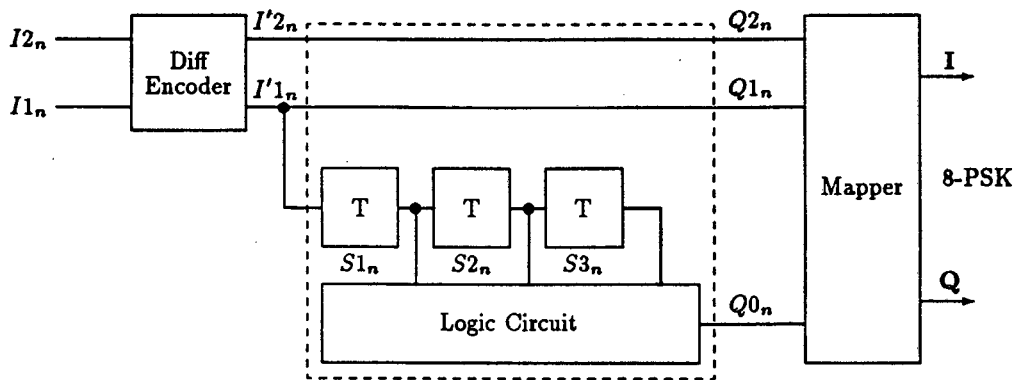 I2ₙ
I1ₙ
Diff
Encoder
I'2ₙ
I'1ₙ
Q2ₙ
Q1ₙ
T
T
T
S1ₙ
S2ₙ
S3ₙ
Logic Circuit
Q0ₙ
Mapper
I
8-PSK
Q